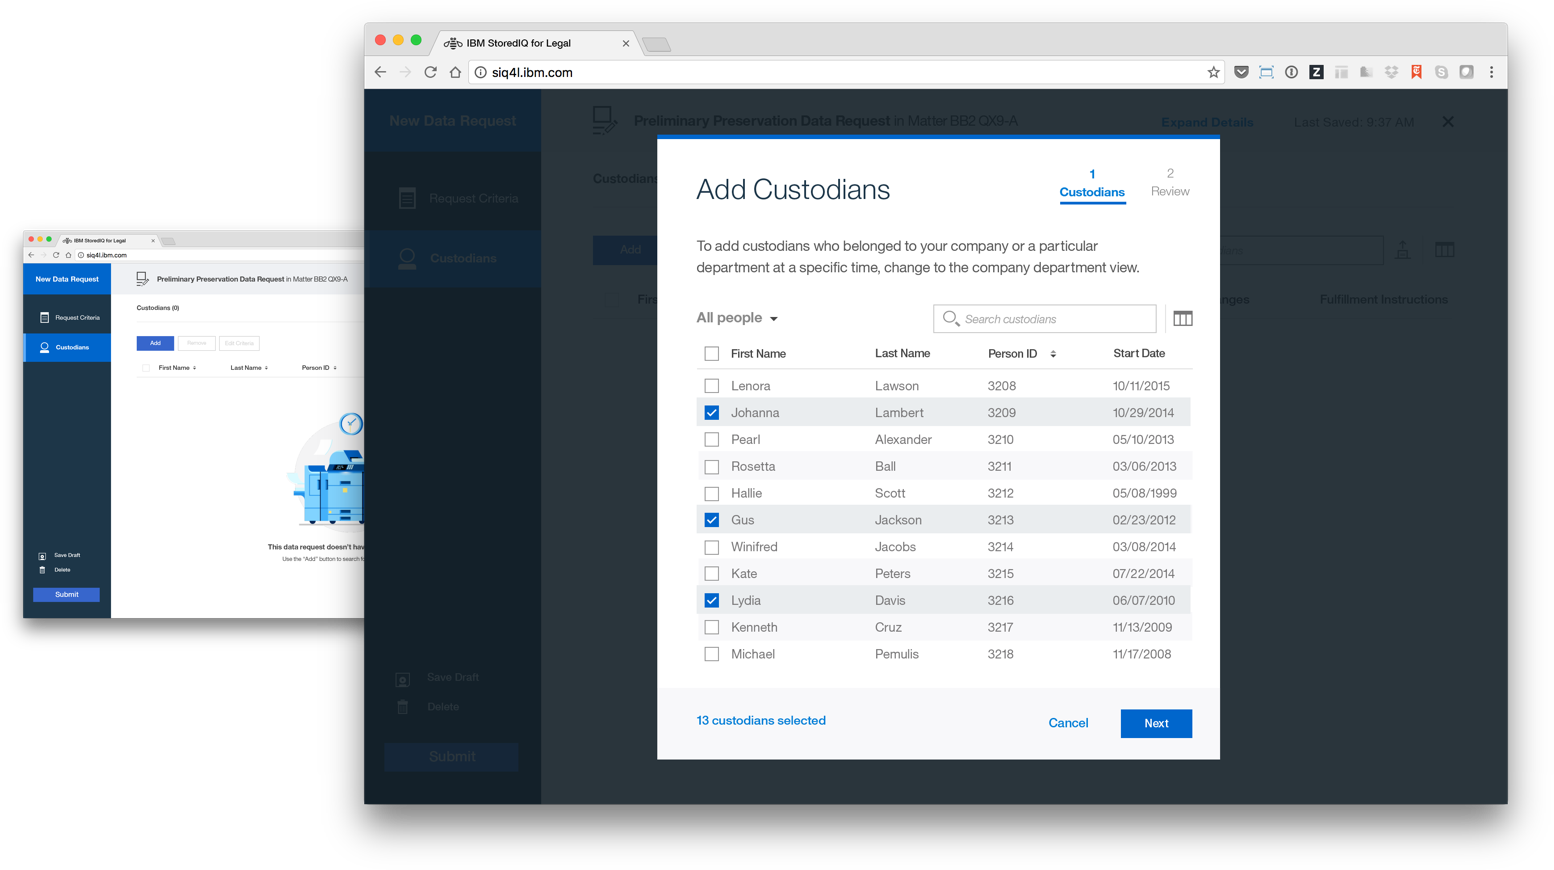 IBM StoredIQ for Legal
siq4l.ibm.com
New Data Request
Preliminary Preservation Data Request in Matter BB2 QX9-A
Custodians (0)
Request Criteria
Custodians
Add Remove Edit Criteria
First Name Last Name Person ID
This data request doesn't hav
Use the "Add" button to search fo
Save Draft
Delete
Submit
IBM StoredIQ for Legal
siq4l.ibm.com
New Data Request
Preliminary Preservation Data Request in Matter BB2 QX9-A
Expand Details
Last Saved: 9:37 AM
Request Criteria
Custodians
Custodians
Add
Fulfillment Instructions
Save Draft
Delete
Submit
Add Custodians
1
Custodians
2
Review
To add custodians who belonged to your company or a particular
department at a specific time, change to the company department view.
All people
Search custodians
First Name Last Name Person ID Start Date
Lenora Lawson 3208 10/11/2015
Johanna Lambert 3209 10/29/2014
Pearl Alexander 3210 05/10/2013
Rosetta Ball 3211 03/06/2013
Hallie Scott 3212 05/08/1999
Gus Jackson 3213 02/23/2012
Winifred Jacobs 3214 03/08/2014
Kate Peters 3215 07/22/2014
Lydia Davis 3216 06/07/2010
Kenneth Cruz 3217 11/13/2009
Michael Pemulis 3218 11/17/2008
13 custodians selected
Cancel
Next